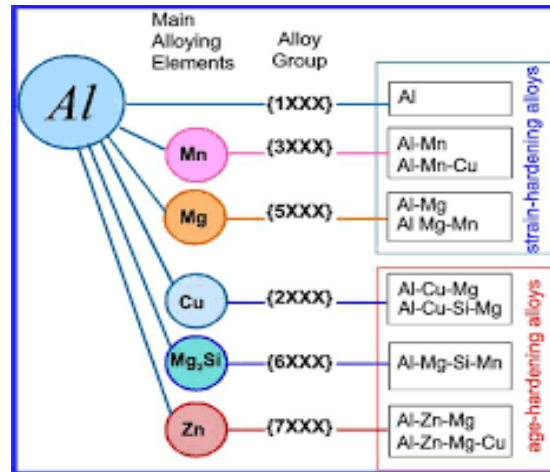 Main
Alloying
Elements
Alloy
Group
Al
{1XXX}
Al
Mn
{3XXX}
Al-Mn
Al-Mn-Cu
Mg
{5XXX}
Al-Mg
Al Mg-Mn
strain-hardening alloys
Cu
{2XXX}
Al-Cu-Mg
Al-Cu-Si-Mg
Mg₂Si
{6XXX}
Al-Mg-Si-Mn
Zn
{7XXX}
Al-Zn-Mg
Al-Zn-Mg-Cu
age-hardening alloys